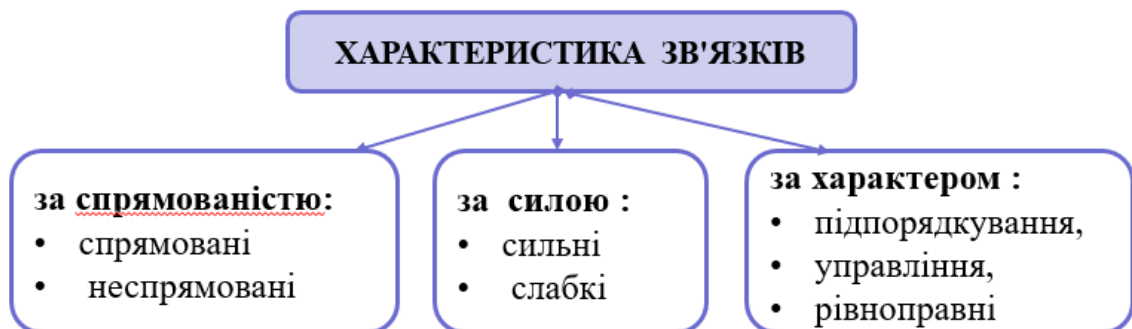 ХАРАКТЕРИСТИКА ЗВ'ЯЗКІВ
за спрямованістю:
• спрямовані
• неспрямовані
за силою :
• сильні
• слабкі
за характером :
• підпорядкування,
• управління,
• рівноправні